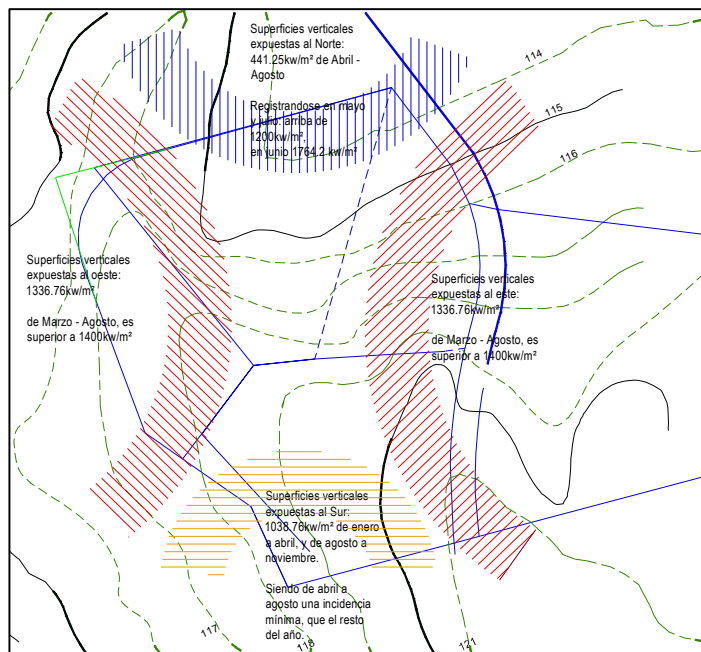 Superficies verticales
expuestas al Norte:
441.25kw/m² de Abril -
Agosto
Registrandose en mayo
y julio: arriba de
1200kw/m²,
en junio 1764.2 kw/m²
114
115
116
Superficies verticales
expuestas al oeste:
1336.76kw/m²
de Marzo - Agosto, es
superior a 1400kw/m²
Superficies verticales
expuestas al este:
1336.76kw/m²
de Marzo - Agosto, es
superior a 1400kw/m²
Superficies verticales
expuestas al Sur:
1038.76kw/m² de enero
a abril, y de agosto a
noviembre.
Siendo de abril a
agosto una incidencia
mínima, que el resto
del año.
117
118
121